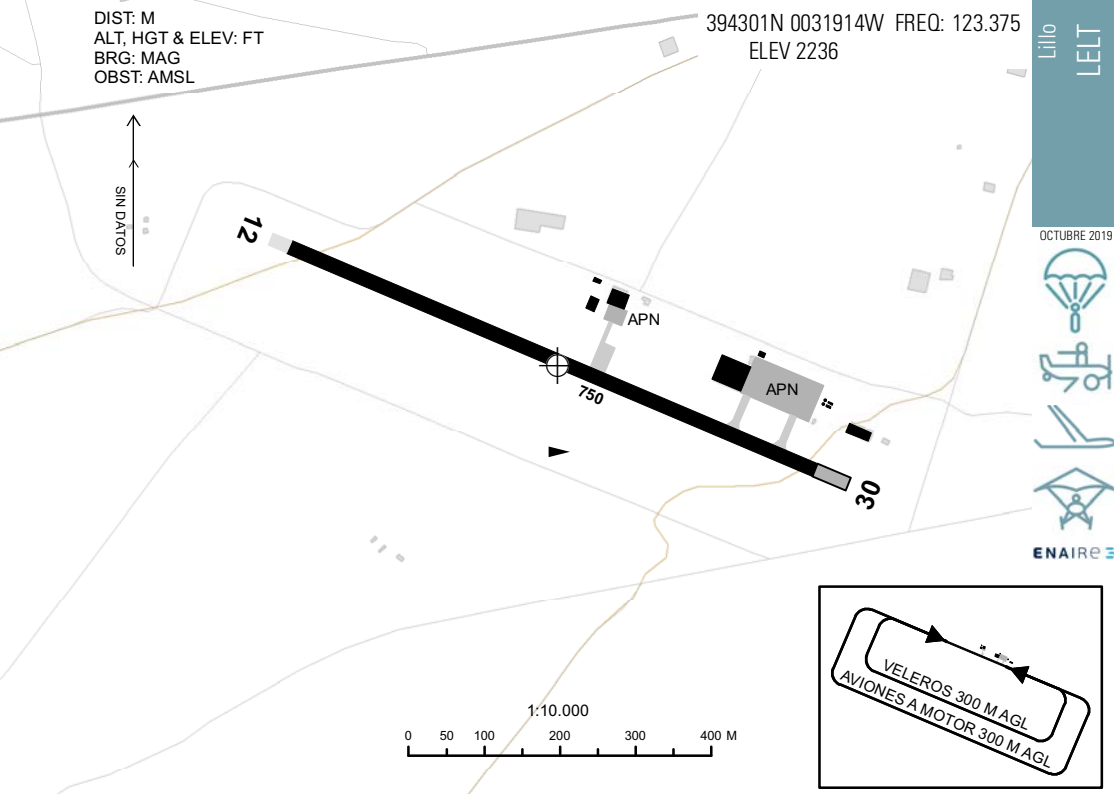 DIST: M
ALT, HGT & ELEV: FT
BRG: MAG
OBST: AMSL
394301N 0031914W FREQ: 123.375
ELEV 2236
Lillo
LELT
OCTUBRE 2019
SIN DATOS
12
APN
APN
750
30
ENAIRe
1:10.000
0 50 100 200 300 400 M
VELEROS 300 M AGL
AVIONES A MOTOR 300 M AGL